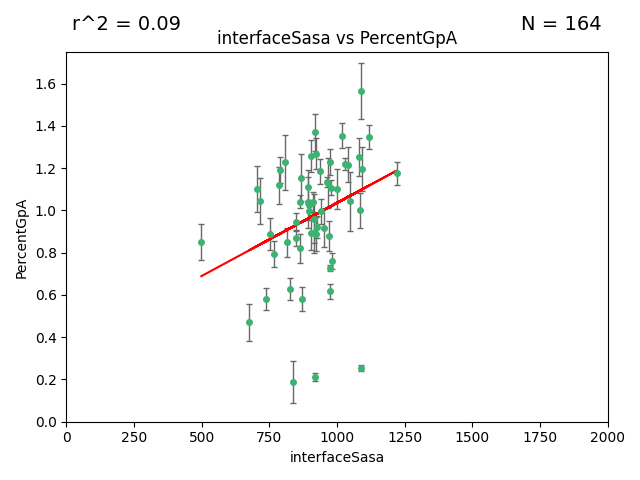 r^2 = 0.09
N = 164
interfaceSasa vs PercentGpA
PercentGpA
1.6
1.4
1.2
1.0
0.8
0.6
0.4
0.2
0.0
0 250 500 750 1000 1250 1500 1750 2000
interfaceSasa